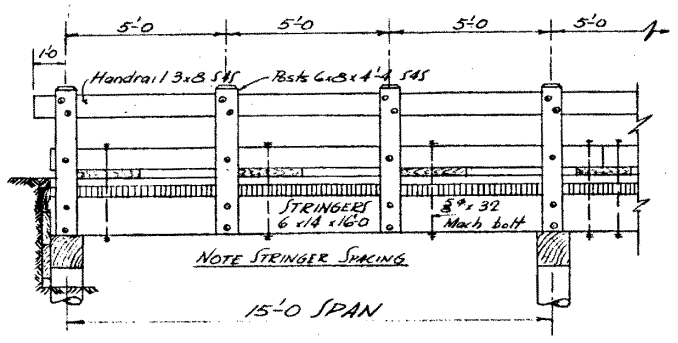 5'-0 5'-0 5'-0 5'-0
1'-0
Handrail 3x8 S4S
Posts 6x8x4'-4 S4S
STRINGERS
6 x14 x16'-0
5/8"φ x 32
Mach bolt
NOTE STRINGER SPACING
15'-0 SPAN